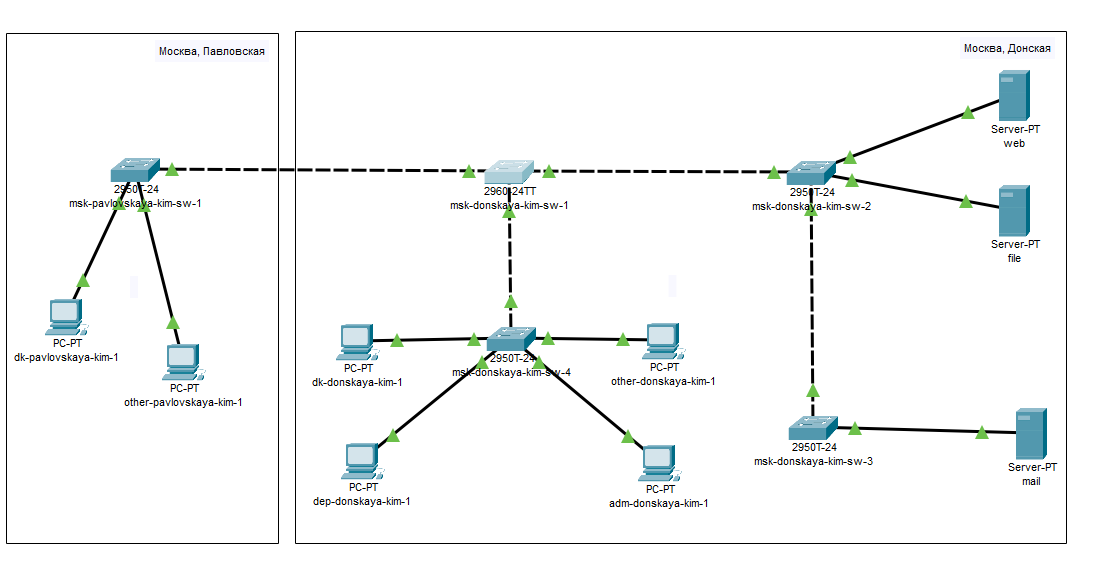 Москва, Павловская
2950T-24
msk-pavlovskaya-kim-sw-1
PC-PT
dk-pavlovskaya-kim-1
PC-PT
other-pavlovskaya-kim-1
Москва, Донская
2960-24TT
msk-donskaya-kim-sw-1
2950T-24
msk-donskaya-kim-sw-2
Server-PT
web
Server-PT
file
PC-PT
dk-donskaya-kim-1
2950T-24
msk-donskaya-kim-sw-4
PC-PT
other-donskaya-kim-1
PC-PT
dep-donskaya-kim-1
PC-PT
adm-donskaya-kim-1
2950T-24
msk-donskaya-kim-sw-3
Server-PT
mail